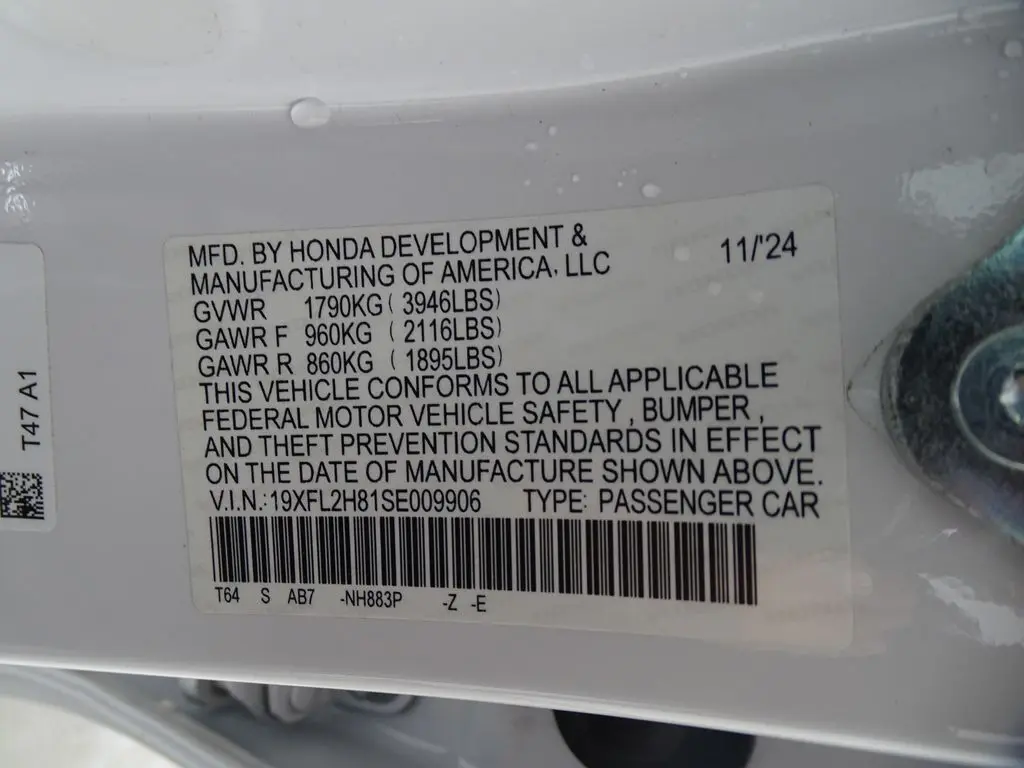 MFD. BY HONDA DEVELOPMENT &
MANUFACTURING OF AMERICA, LLC
11/'24
GVWR 1790KG ( 3946LBS)
GAWR F 960KG ( 2116LBS)
GAWR R 860KG ( 1895LBS)
THIS VEHICLE CONFORMS TO ALL APPLICABLE
FEDERAL MOTOR VEHICLE SAFETY , BUMPER ,
AND THEFT PREVENTION STANDARDS IN EFFECT
ON THE DATE OF MANUFACTURE SHOWN ABOVE.
V.I.N.: 19XFL2H81SE009906 TYPE: PASSENGER CAR
T64 S AB7 -NH883P -Z -E
T47 A1